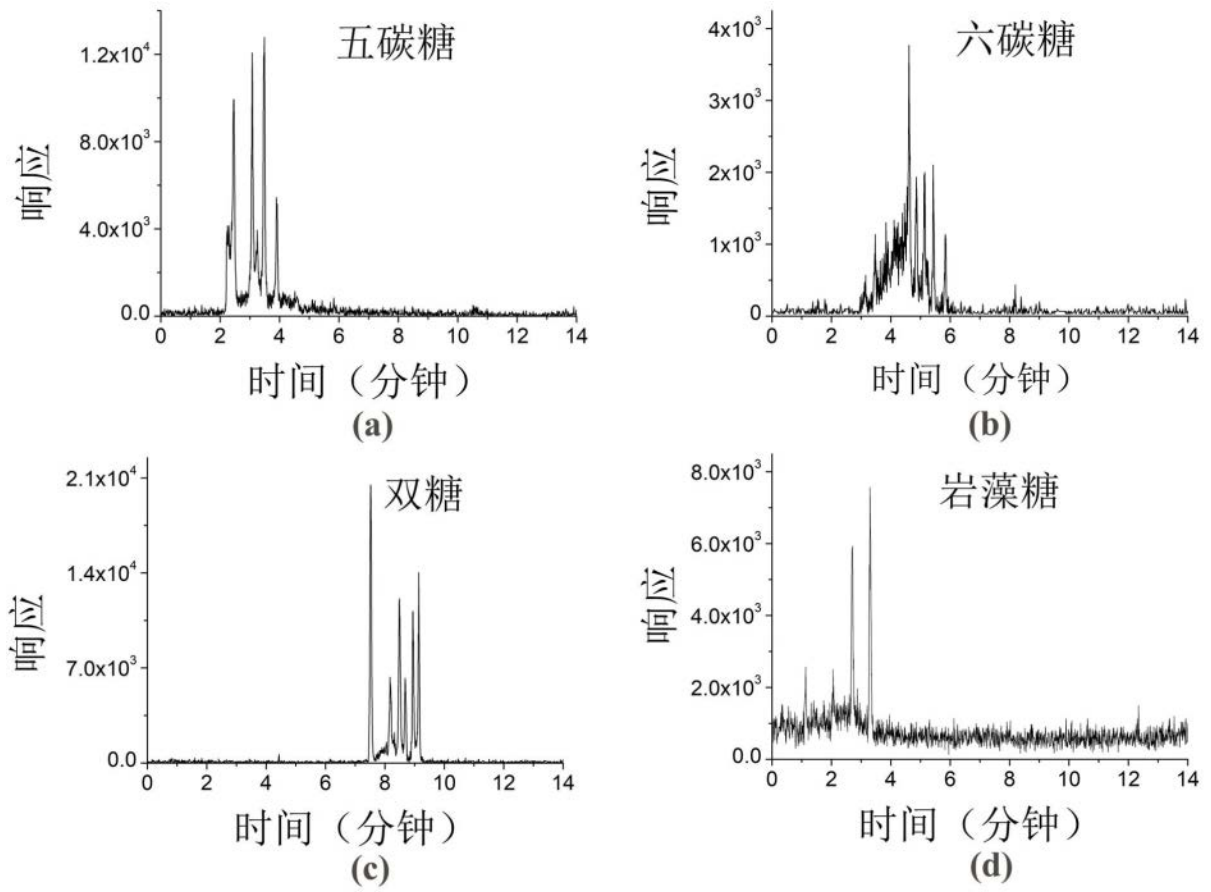 五碳糖
1.2x10⁴
8.0x10³
4.0x10³
0.0
响应
0 2 4 6 8 10 12 14
时间（分钟）
(a)
六碳糖
4x10³
3x10³
2x10³
1x10³
0
响应
0 2 4 6 8 10 12 14
时间（分钟）
(b)
双糖
2.1x10⁴
1.4x10⁴
7.0x10³
0.0
响应
0 2 4 6 8 10 12 14
时间（分钟）
(c)
岩藻糖
8.0x10³
6.0x10³
4.0x10³
2.0x10³
0.0
响应
0 2 4 6 8 10 12 14
时间（分钟）
(d)